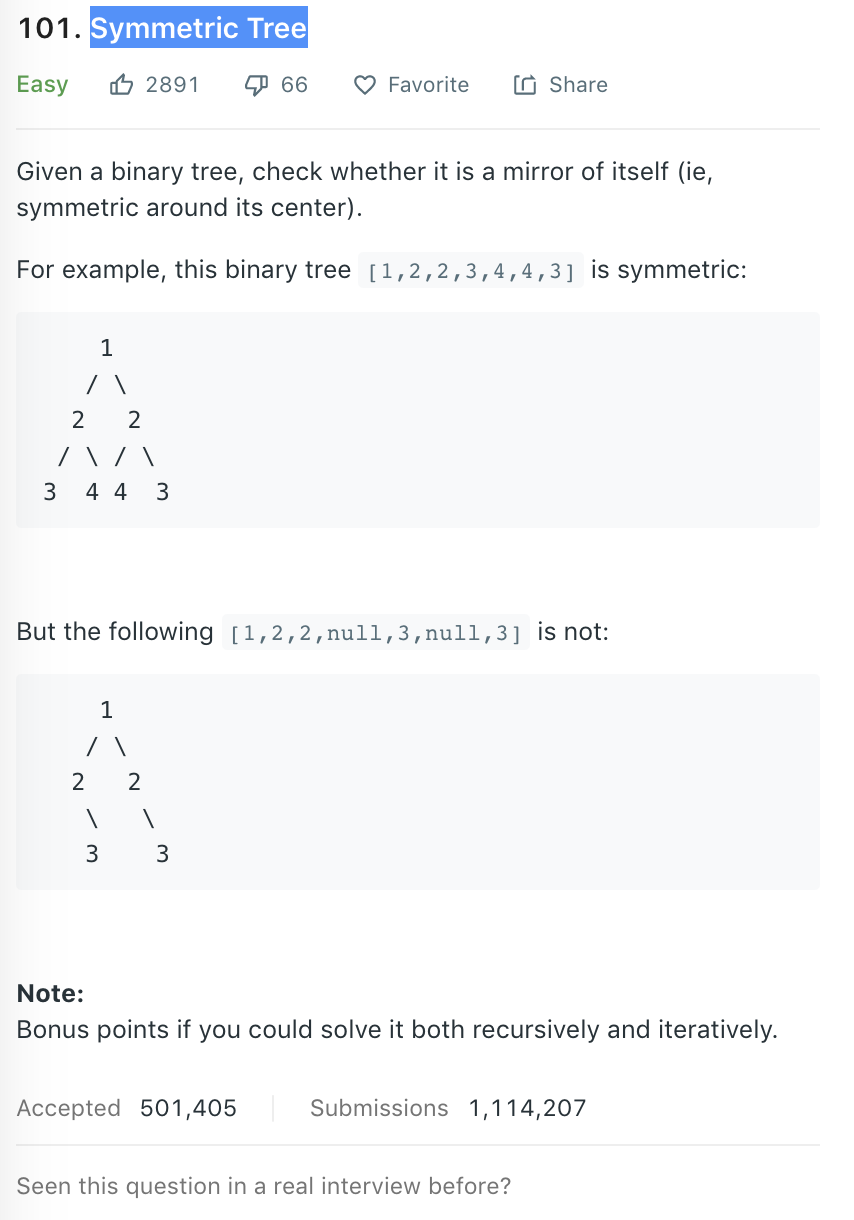 101. Symmetric Tree
Easy 2891 66 Favorite Share
Given a binary tree, check whether it is a mirror of itself (ie,
symmetric around its center).
For example, this binary tree [1,2,2,3,4,4,3] is symmetric:
    1
   / \
  2   2
 / \ / \
3  4 4  3
But the following [1,2,2,null,3,null,3] is not:
    1
   / \
  2   2
   \   \
   3    3
Note:
Bonus points if you could solve it both recursively and iteratively.
Accepted 501,405 Submissions 1,114,207
Seen this question in a real interview before?